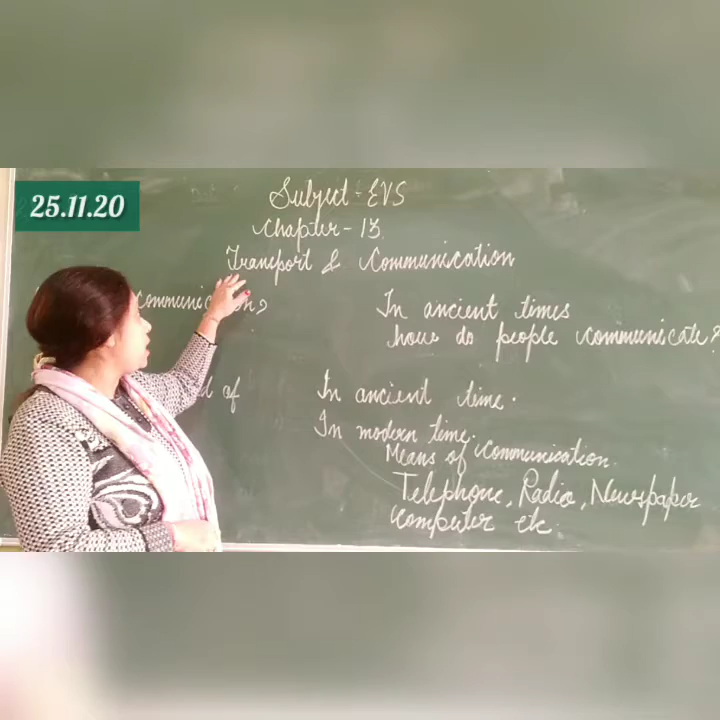 25.11.20
Subject - EVS
Chapter - 13
Transport & Communication
communication?
In ancient times
how do people communicate?
of
In ancient time.
In modern time.
Means of communication.
Telephone, Radio, Newspaper
computer etc.